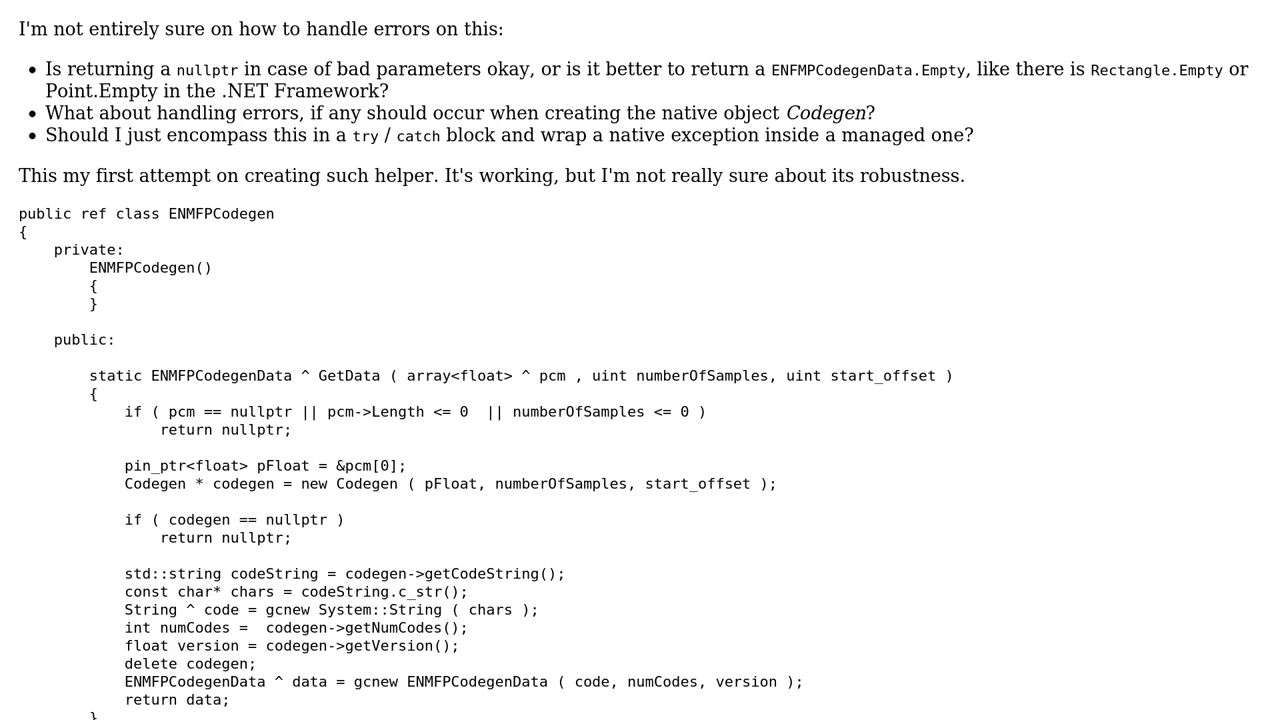 I'm not entirely sure on how to handle errors on this:
• Is returning a nullptr in case of bad parameters okay, or is it better to return a ENFMPCodegenData.Empty, like there is Rectangle.Empty or
Point.Empty in the .NET Framework?
• What about handling errors, if any should occur when creating the native object Codegen?
• Should I just encompass this in a try / catch block and wrap a native exception inside a managed one?
This my first attempt on creating such helper. It's working, but I'm not really sure about its robustness.
public ref class ENMFPCodegen
{
    private:
        ENMFPCodegen()
        {
        }
    public:
        static ENMFPCodegenData ^ GetData ( array<float> ^ pcm , uint numberOfSamples, uint start_offset )
        {
            if ( pcm == nullptr || pcm->Length <= 0  || numberOfSamples <= 0 )
                return nullptr;
            pin_ptr<float> pFloat = &pcm[0];
            Codegen * codegen = new Codegen ( pFloat, numberOfSamples, start_offset );
            if ( codegen == nullptr )
                return nullptr;
            std::string codeString = codegen->getCodeString();
            const char* chars = codeString.c_str();
            String ^ code = gcnew System::String ( chars );
            int numCodes =  codegen->getNumCodes();
            float version = codegen->getVersion();
            delete codegen;
            ENMFPCodegenData ^ data = gcnew ENMFPCodegenData ( code, numCodes, version );
            return data;
        }